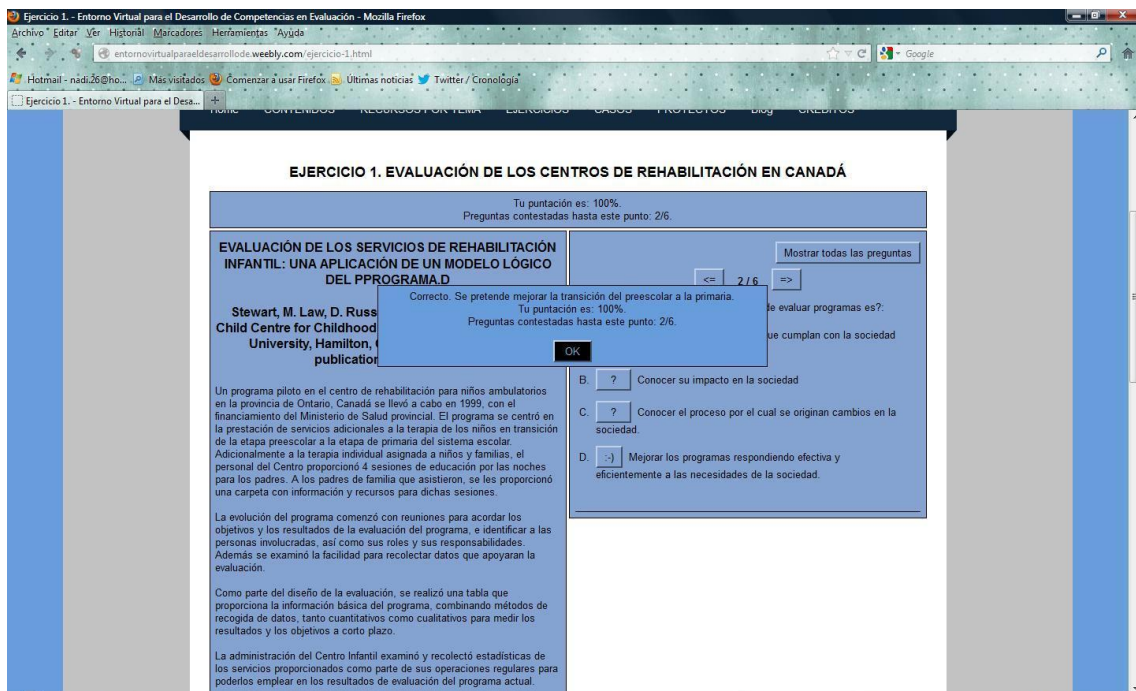 Ejercicio 1. - Entorno Virtual para el Desarrollo de Competencias en Evaluación - Mozilla Firefox
Archivo Editar Ver Historial Marcadores Herramientas Ayuda
entornovirtualparaeldesarrollode.weebly.com/ejercicio-1.html
Google
Hotmail - nadi.26@ho... Más visitados Comenzar a usar Firefox Últimas noticias Twitter / Cronología
Ejercicio 1. - Entorno Virtual para el Desa... +
Home CONTENIDOS RECURSOS POR TEMA EJERCICIOS CASOS PROYECTOS Blog CREDITOS
EJERCICIO 1. EVALUACIÓN DE LOS CENTROS DE REHABILITACIÓN EN CANADÁ
Tu puntación es: 100%.
Preguntas contestadas hasta este punto: 2/6.
EVALUACIÓN DE LOS SERVICIOS DE REHABILITACIÓN
INFANTIL: UNA APLICACIÓN DE UN MODELO LÓGICO
DEL PPROGRAMA.D
Stewart, M. Law, D. Russ
Child Centre for Childhood
University, Hamilton,
publication
Un programa piloto en el centro de rehabilitación para niños ambulatorios
en la provincia de Ontario, Canadá se llevó a cabo en 1999, con el
financiamiento del Ministerio de Salud provincial. El programa se centró en
la prestación de servicios adicionales a la terapia de los niños en transición
de la etapa preescolar a la etapa de primaria del sistema escolar.
Adicionalmente a la terapia individual asignada a niños y familias, el
personal del Centro proporcionó 4 sesiones de educación por las noches
para los padres. A los padres de familia que asistieron, se les proporcionó
una carpeta con información y recursos para dichas sesiones.
La evolución del programa comenzó con reuniones para acordar los
objetivos y los resultados de la evaluación del programa, e identificar a las
personas involucradas, así como sus roles y sus responsabilidades.
Además se examinó la facilidad para recolectar datos que apoyaran la
evaluación.
Como parte del diseño de la evaluación, se realizó una tabla que
proporciona la información básica del programa, combinando métodos de
recogida de datos, tanto cuantitativos como cualitativos para medir los
resultados y los objetivos a corto plazo.
La administración del Centro Infantil examinó y recolectó estadísticas de
los servicios proporcionados como parte de sus operaciones regulares para
poderlos emplear en los resultados de evaluación del programa actual.
Correcto. Se pretende mejorar la transición del preescolar a la primaria.
Tu puntación es: 100%.
Preguntas contestadas hasta este punto: 2/6.
OK
Mostrar todas las preguntas
<= 2 / 6 =>
de evaluar programas es?:
que cumplan con la sociedad
B. ? Conocer su impacto en la sociedad
C. ? Conocer el proceso por el cual se originan cambios en la
sociedad.
D. :-) Mejorar los programas respondiendo efectiva y
eficientemente a las necesidades de la sociedad.